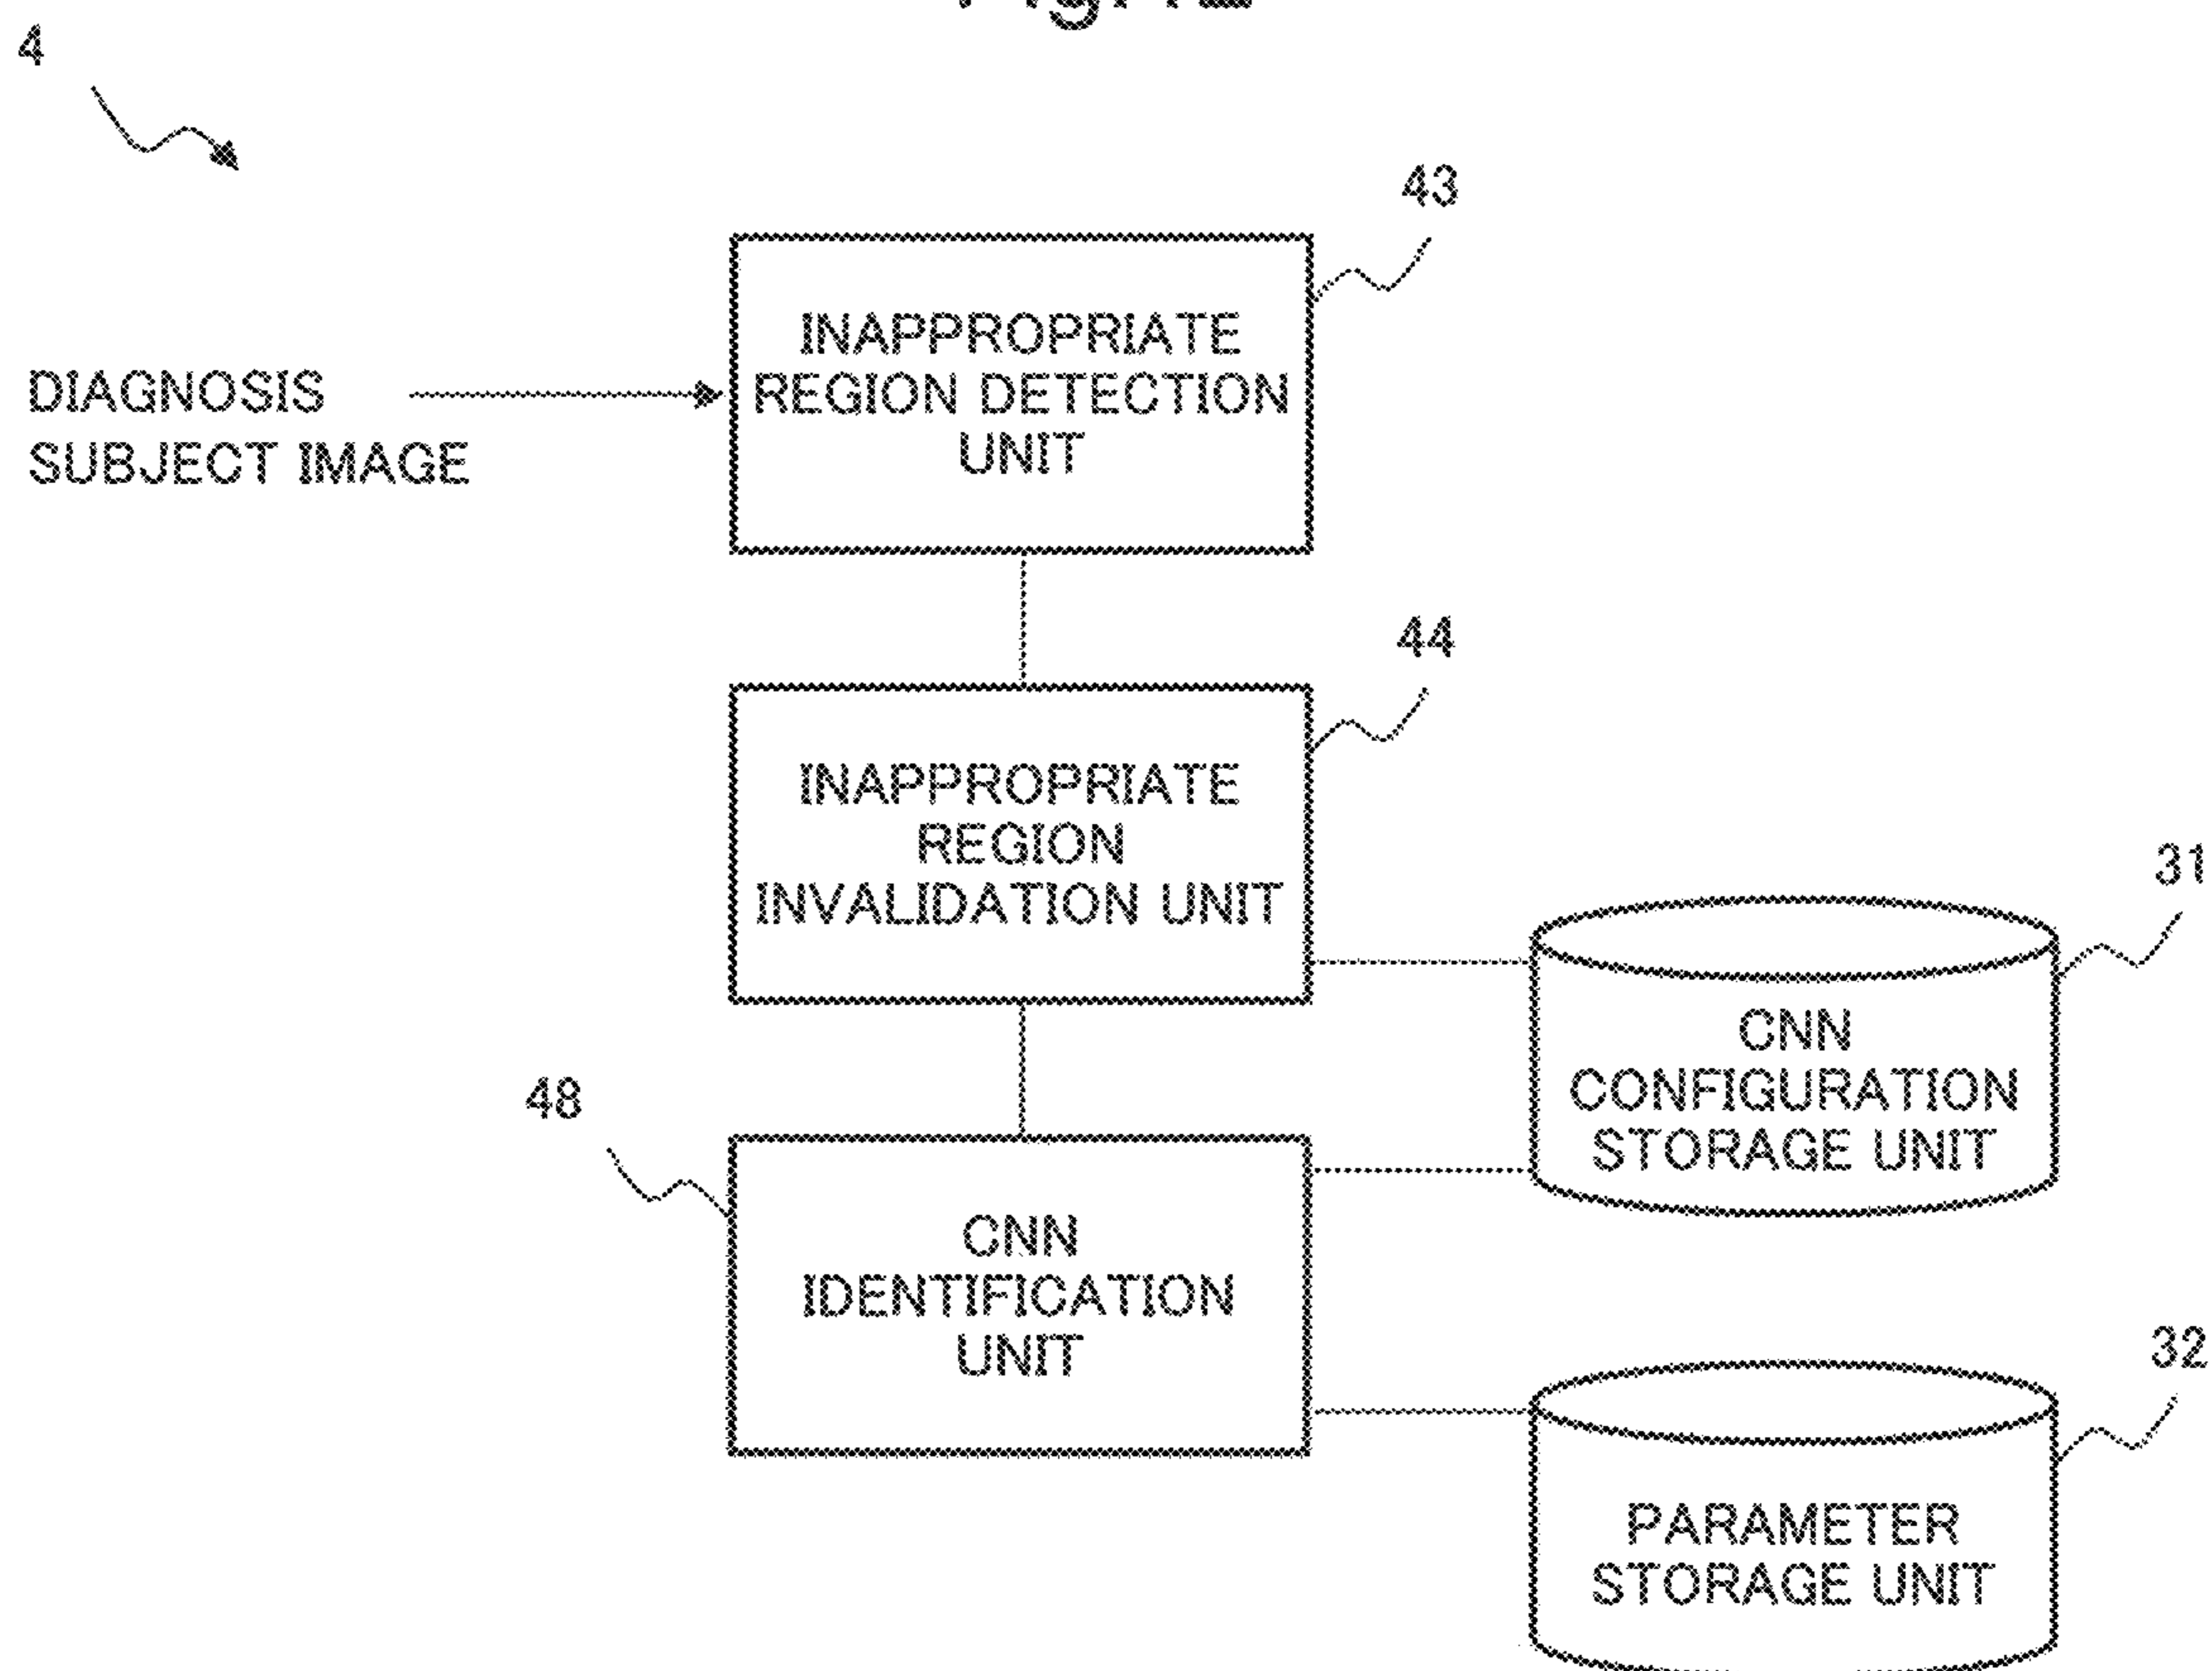 4
43
INAPPROPRIATE
REGION DETECTION
UNIT
DIAGNOSIS
SUBJECT IMAGE
44
INAPPROPRIATE
REGION
INVALIDATION UNIT
31
CNN
CONFIGURATION
STORAGE UNIT
48
CNN
IDENTIFICATION
UNIT
32
PARAMETER
STORAGE UNIT